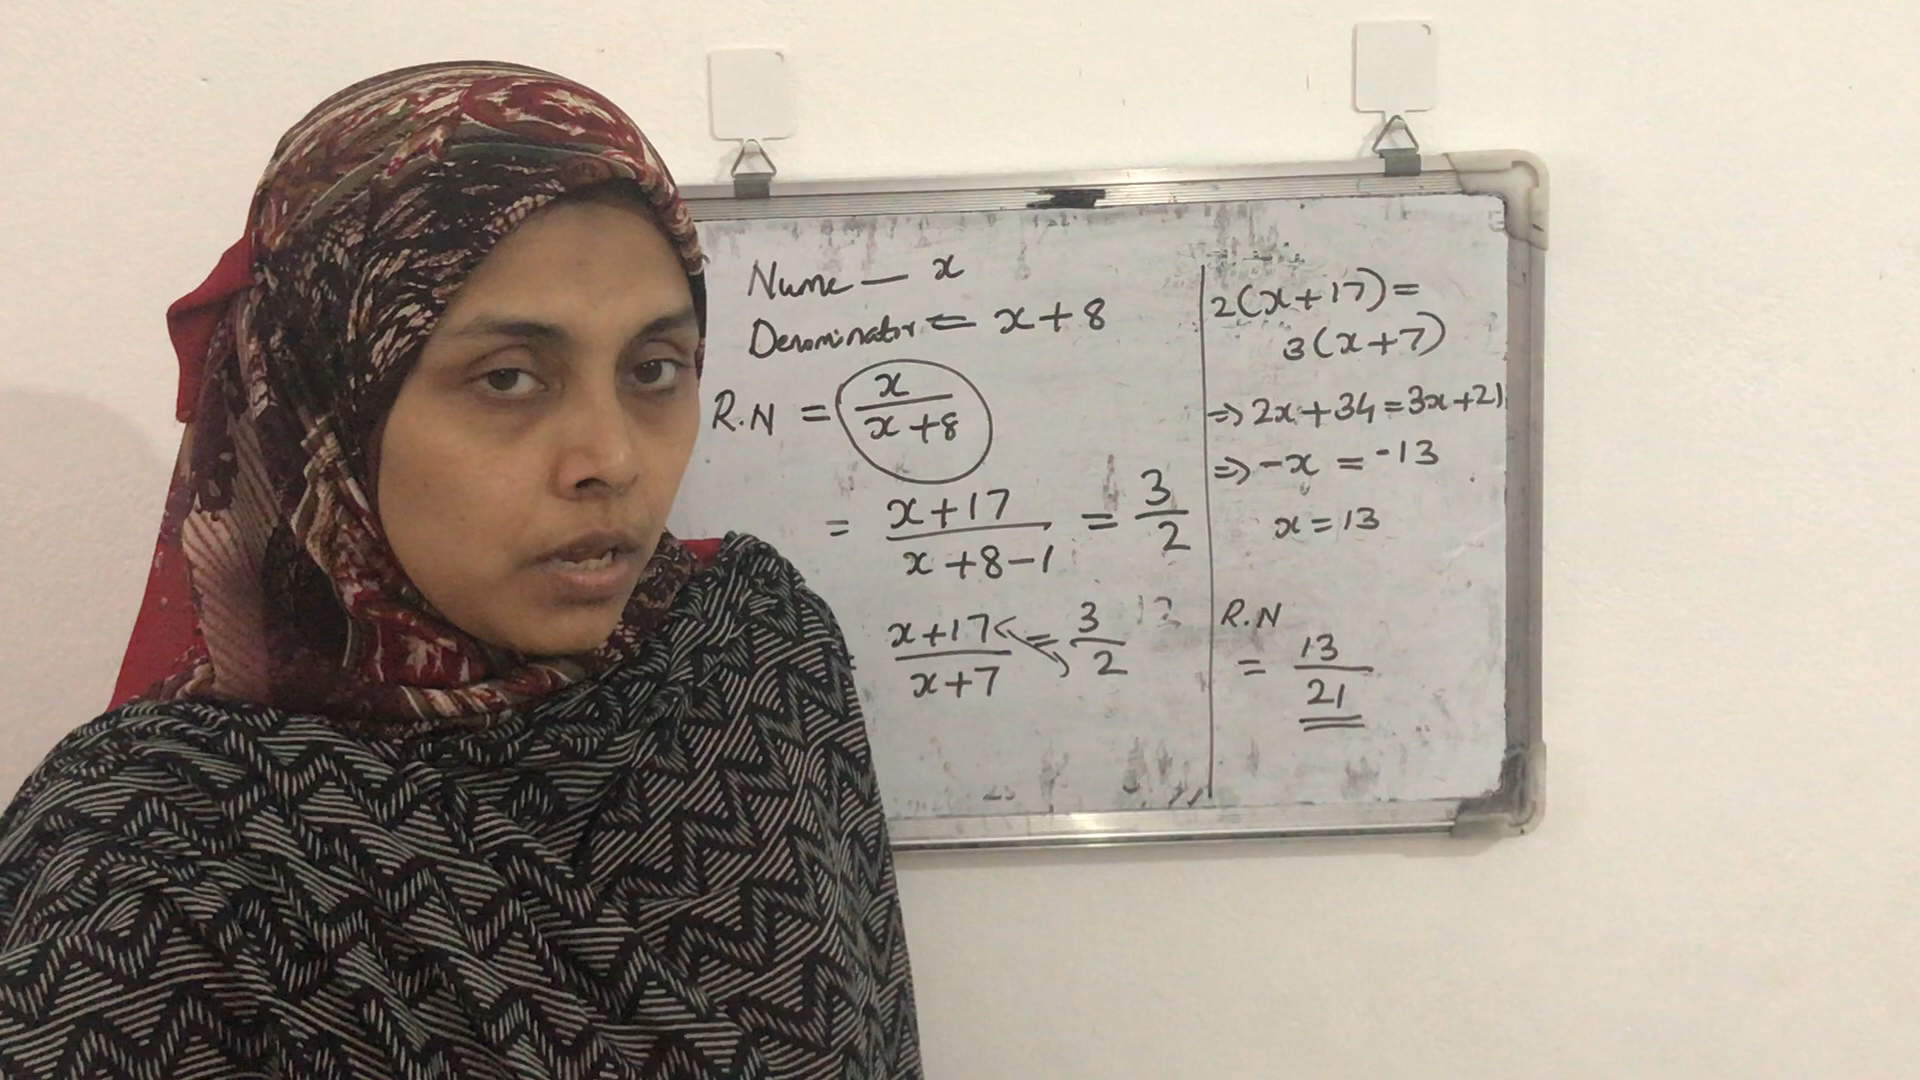 Nume — x
Denominator = x+8
R.N = x/(x+8)
= (x+17)/(x+8-1) = 3/2
(x+17)/(x+7) = 3/2
2(x+17)=
3(x+7)
⇒ 2x+34=3x+21
⇒ -x = -13
x = 13
R.N
= 13/21